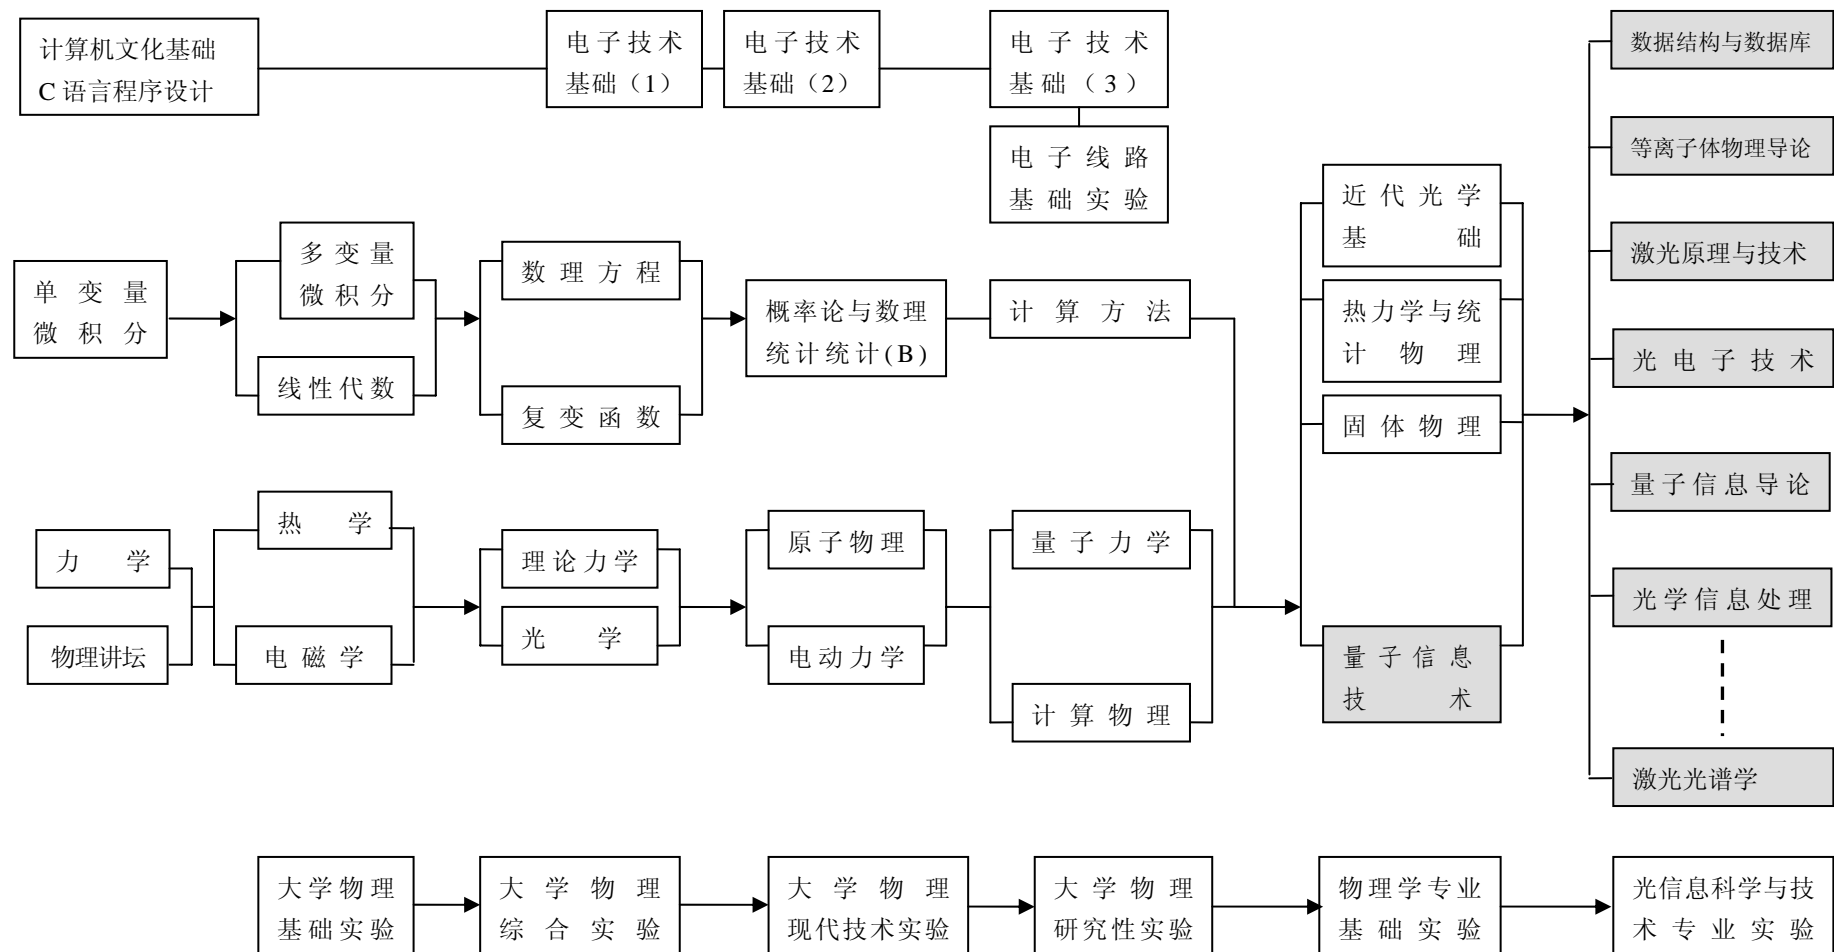 计算机文化基础
C 语言程序设计
电子技术
基础（1）
电子技术
基础（2）
电子技术
基础（3）
电子线路
基础实验
数据结构与数据库
等离子体物理导论
激光原理与技术
光电子技术
量子信息导论
光学信息处理
激光光谱学
单变量
微积分
多变量
微积分
线性代数
数理方程
复变函数
概率论与数理
统计统计(B)
计算方法
近代光学
基础
热力学与统
计物理
固体物理
量子信息
技术
力学
物理讲坛
热学
电磁学
理论力学
光学
原子物理
电动力学
量子力学
计算物理
大学物理
基础实验
大学物理
综合实验
大学物理
现代技术实验
大学物理
研究性实验
物理学专业
基础实验
光信息科学与技
术专业实验